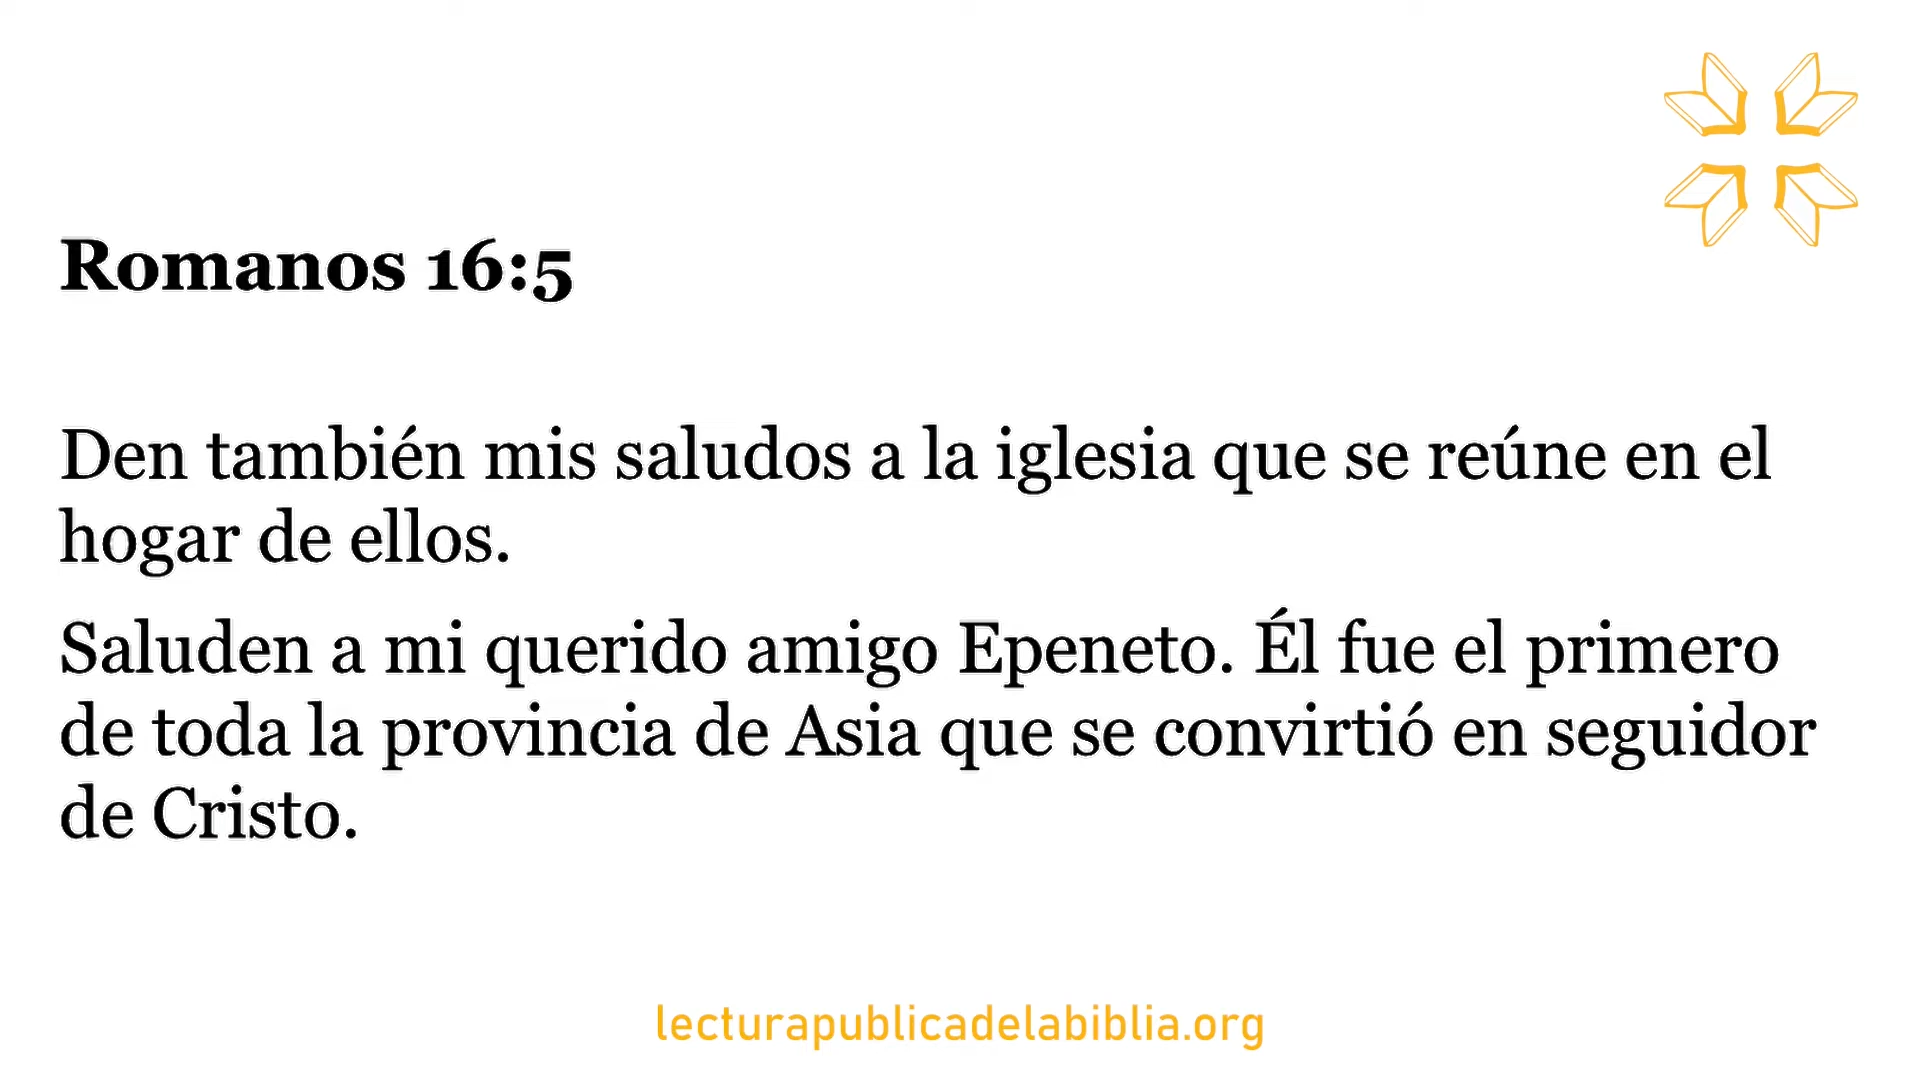 Romanos 16:5
Den también mis saludos a la iglesia que se reúne en el
hogar de ellos.
Saluden a mi querido amigo Epeneto. Él fue el primero
de toda la provincia de Asia que se convirtió en seguidor
de Cristo.
lecturapublicadelabiblia.org